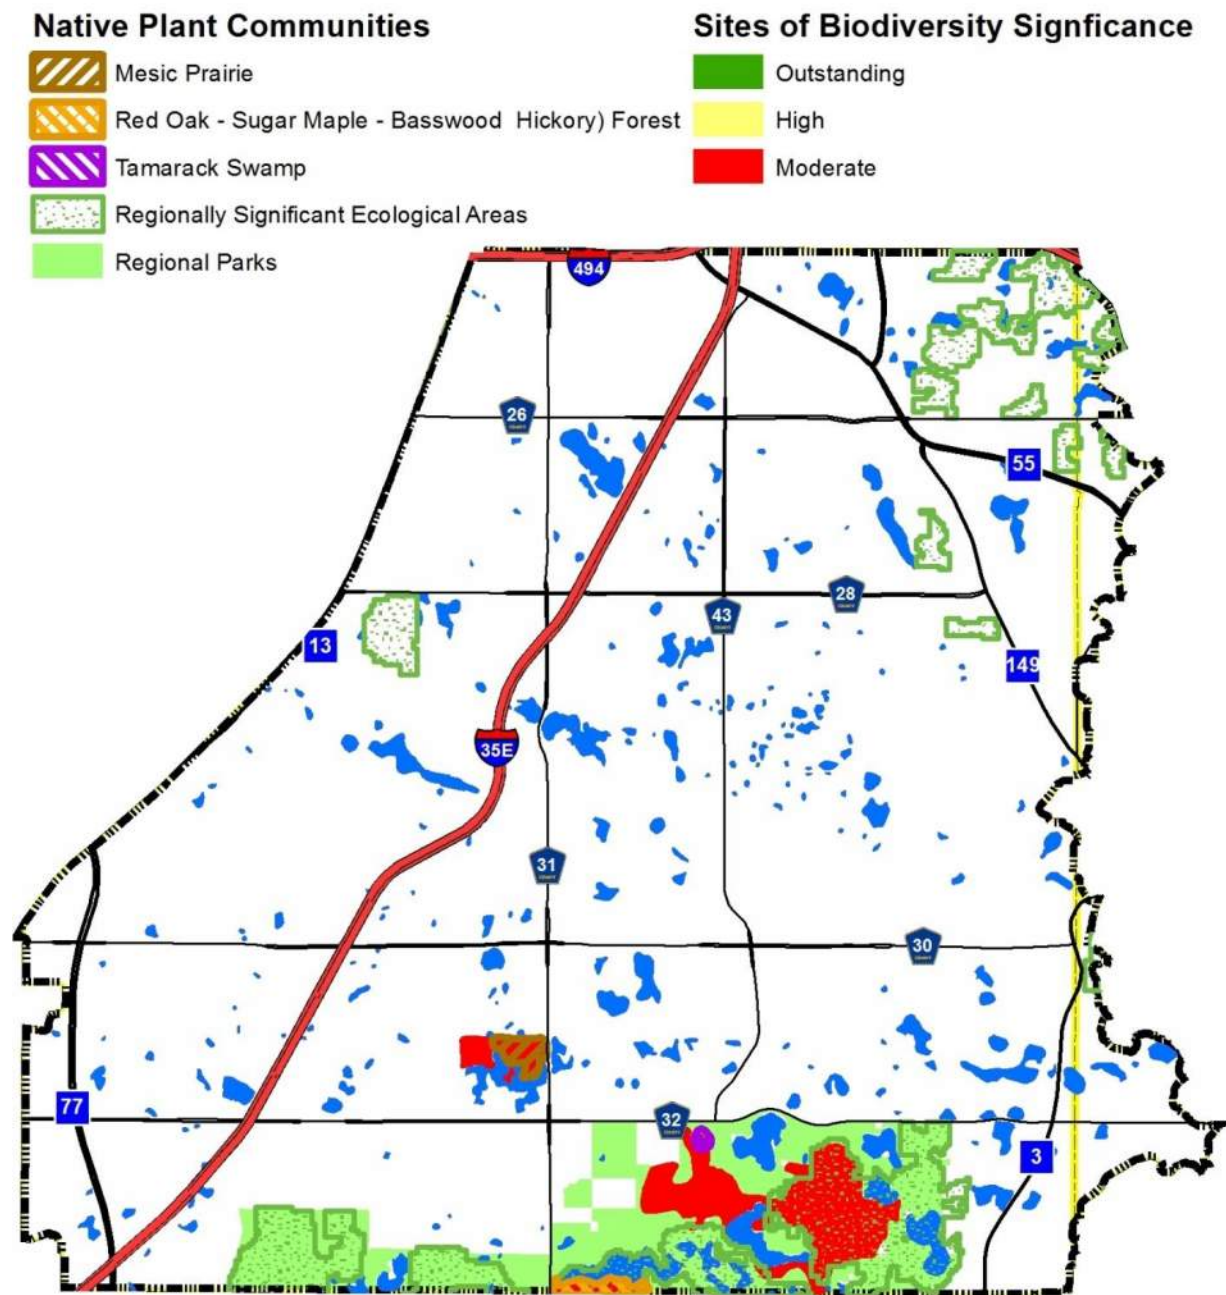 Native Plant Communities
Sites of Biodiversity Signficance
Mesic Prairie
Outstanding
Red Oak - Sugar Maple - Basswood Hickory) Forest
High
Tamarack Swamp
Moderate
Regionally Significant Ecological Areas
Regional Parks
494
26
55
28
43
13
149
35E
31
30
77
32
3